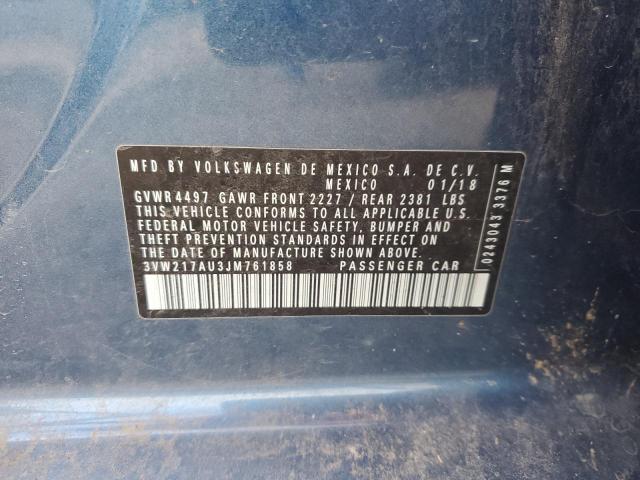 MFD BY VOLKSWAGEN DE MEXICO S.A. DE C.V.
MEXICO 01/18
GVWR 4497 GAWR FRONT 2227 / REAR 2381 LBS
THIS VEHICLE CONFORMS TO ALL APPLICABLE U.S.
FEDERAL MOTOR VEHICLE SAFETY, BUMPER AND
THEFT PREVENTION STANDARDS IN EFFECT ON
THE DATE OF MANUFACTURE SHOWN ABOVE
3VW217AU3JM761858 PASSENGER CAR
0243043 3376 M